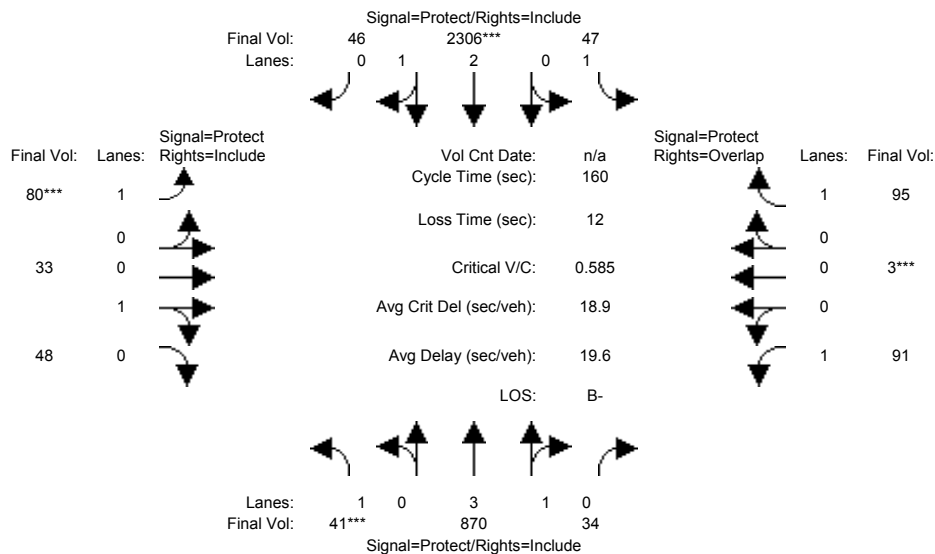 Signal=Protect/Rights=Include
Final Vol: 46 2306*** 47
Lanes: 0 1 2 0 1
Signal=Protect
Final Vol: Lanes: Rights=Include
Vol Cnt Date: n/a
Signal=Protect
Rights=Overlap Lanes: Final Vol:
Cycle Time (sec): 160
80*** 1
1 95
Loss Time (sec): 12
0
0
33 0
Critical V/C: 0.585
0 3***
1
Avg Crit Del (sec/veh): 18.9
0
48 0
Avg Delay (sec/veh): 19.6
1 91
LOS: B-
Lanes: 1 0 3 1 0
Final Vol: 41*** 870 34
Signal=Protect/Rights=Include